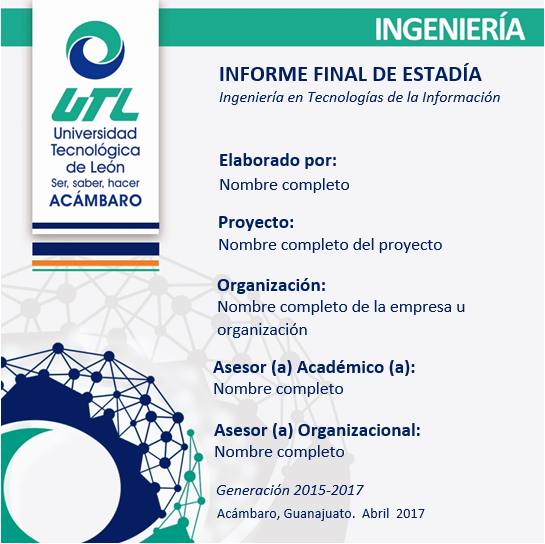 INGENIERÍA
UTL
Universidad
Tecnológica
de León
Ser, saber, hacer
ACÁMBARO
INFORME FINAL DE ESTADÍA
Ingeniería en Tecnologías de la Información
Elaborado por:
Nombre completo
Proyecto:
Nombre completo del proyecto
Organización:
Nombre completo de la empresa u
organización
Asesor (a) Académico (a):
Nombre completo
Asesor (a) Organizacional:
Nombre completo
Generación 2015-2017
Acámbaro, Guanajuato. Abril 2017